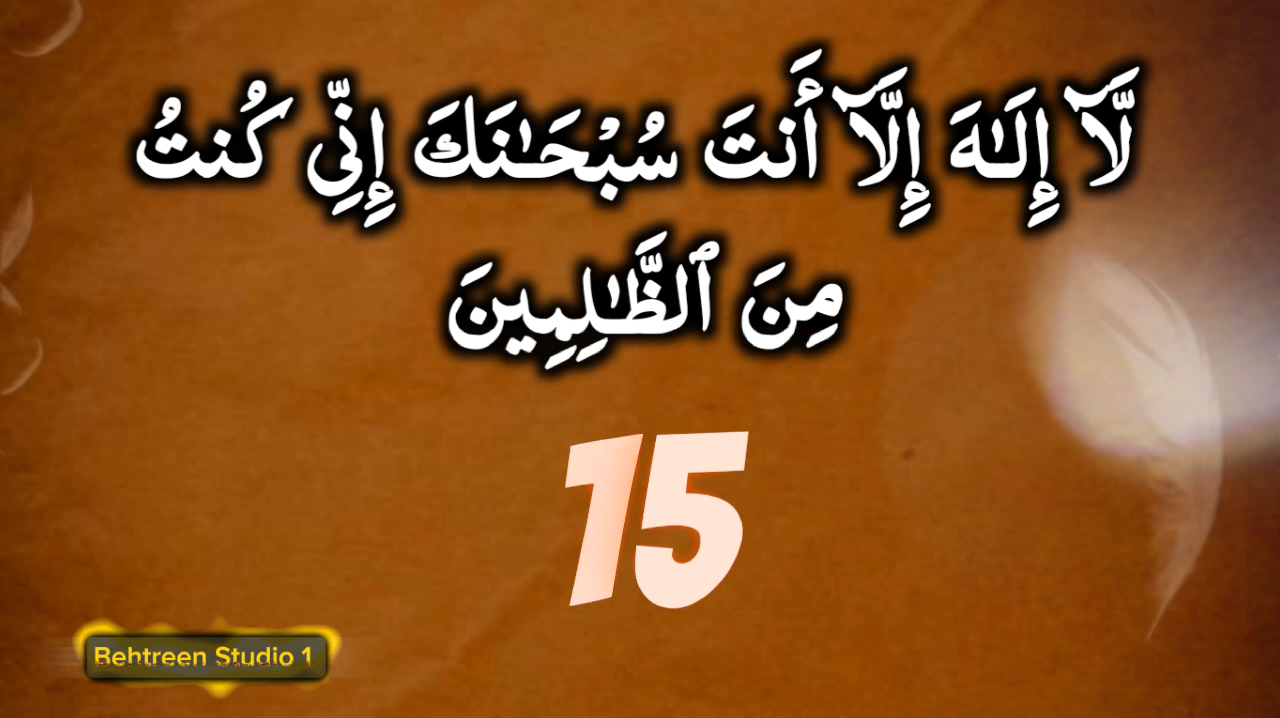 لَّآ إِلَـٰهَ إِلَّآ أَنتَ سُبْحَـٰنَكَ إِنِّى كُنتُ
مِنَ ٱلظَّـٰلِمِينَ
15
Behtreen Studio 1